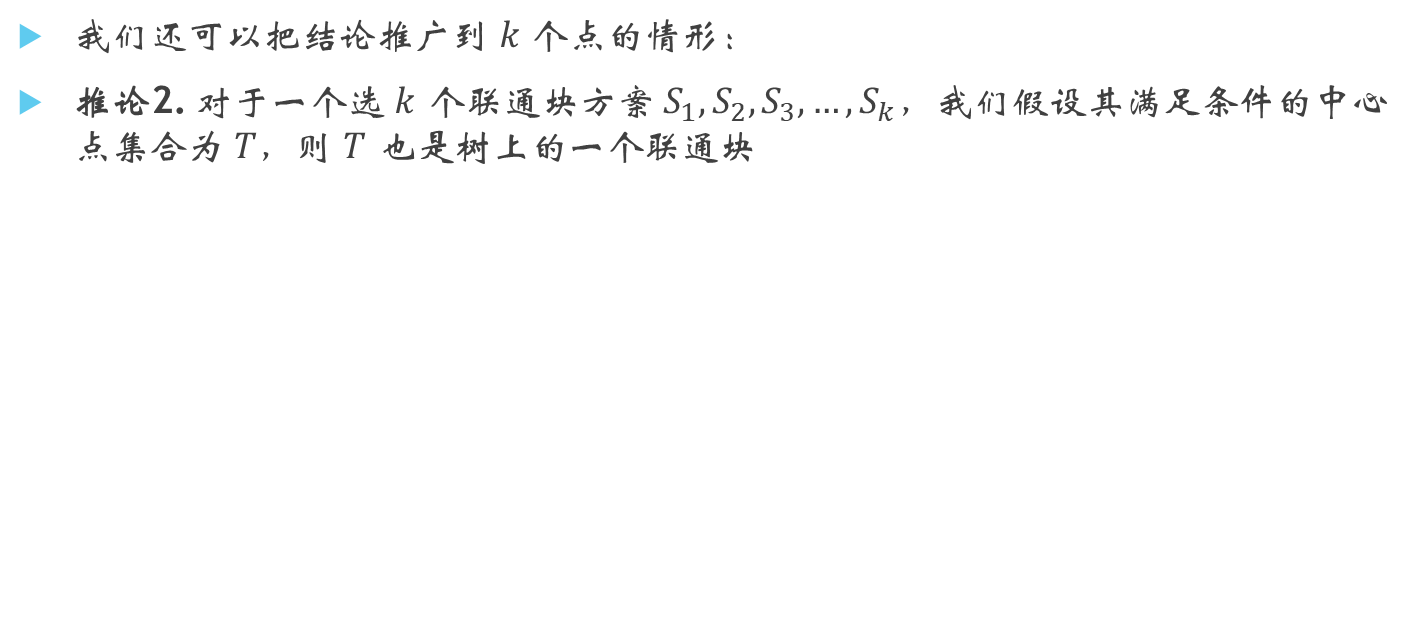 我们还可以把结论推广到 k 个点的情形：
推论2. 对于一个选 k 个联通块方案 S₁,S₂,S₃,…,Sₖ，我们假设其满足条件的中心
点集合为 T，则 T 也是树上的一个联通块